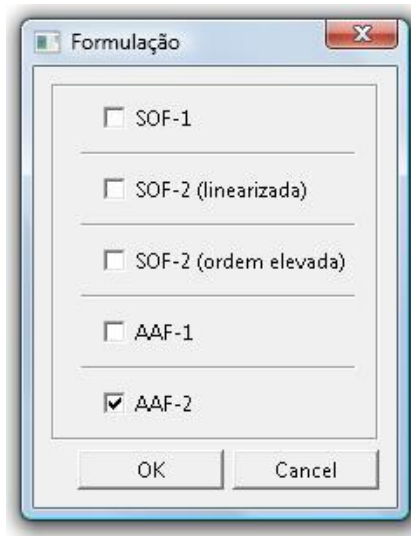 Formulação
SOF-1
SOF-2 (linearizada)
SOF-2 (ordem elevada)
AAF-1
AAF-2
OK Cancel